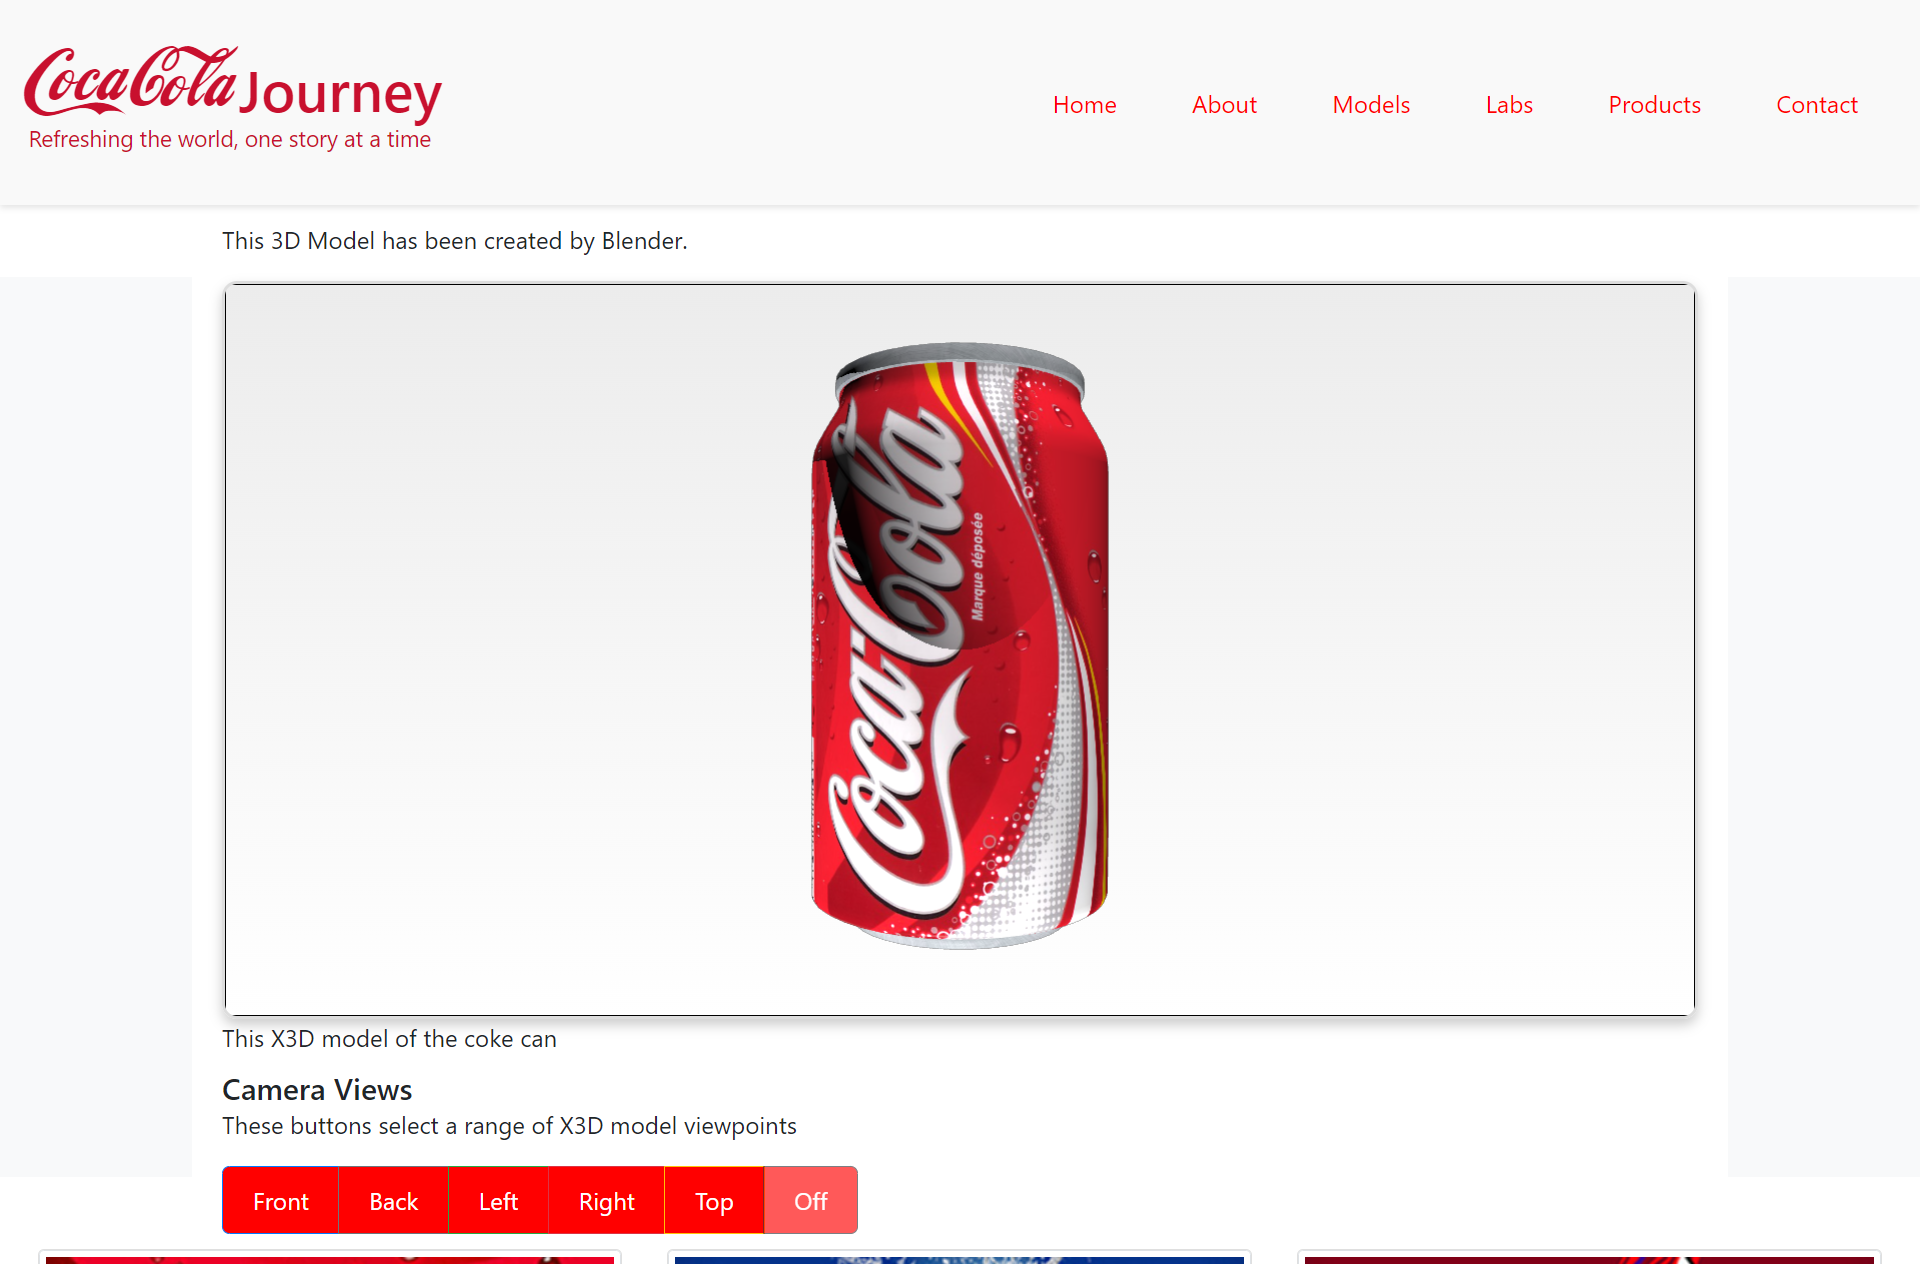 Coca Cola Journey
Refreshing the world, one story at a time
Home
About
Models
Labs
Products
Contact
This 3D Model has been created by Blender.
Coca-Cola
Marque déposée
This X3D model of the coke can
Camera Views
These buttons select a range of X3D model viewpoints
Front
Back
Left
Right
Top
Off